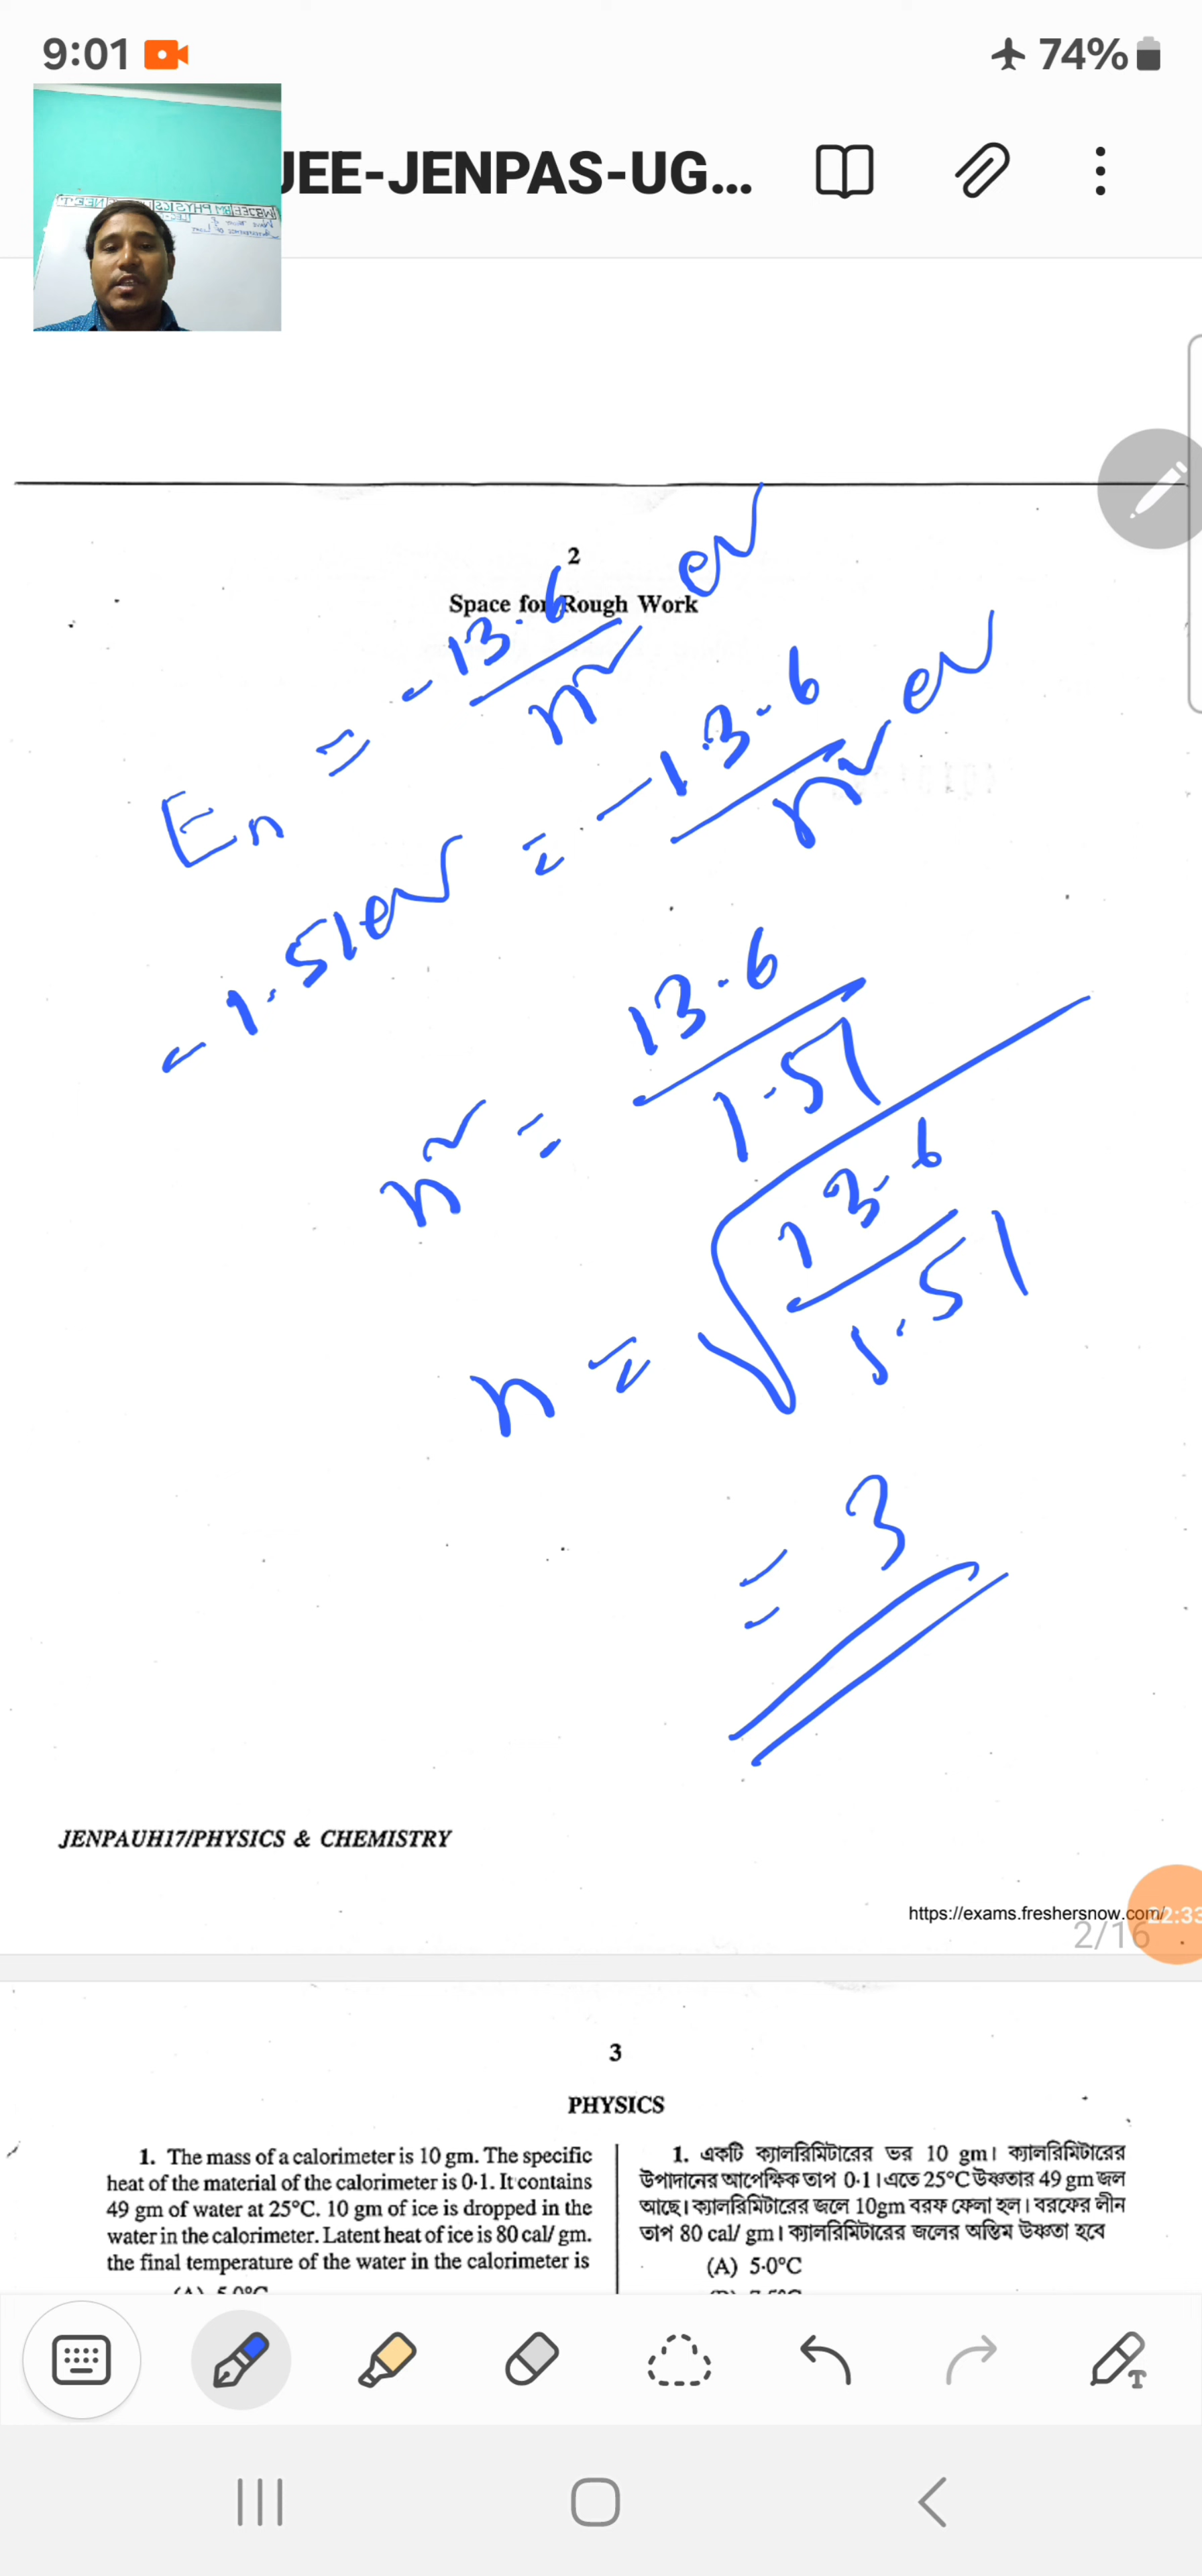 9:01
74%
JEE-JENPAS-UG...
2
Space for Rough Work
En = -13.6/n² ev
-1.51ev = -13.6/n² ev
n² = 13.6/1.51
n = √13.6/1.51
= 3
JENPAUH17/PHYSICS & CHEMISTRY
https://exams.freshersnow.com/
2/16
22:33
3
PHYSICS
1. The mass of a calorimeter is 10 gm. The specific
heat of the material of the calorimeter is 0·1. It contains
49 gm of water at 25°C. 10 gm of ice is dropped in the
water in the calorimeter. Latent heat of ice is 80 cal/ gm.
the final temperature of the water in the calorimeter is
(A) 5·0°C
1. একটি ক্যালরিমিটারের ভর 10 gm। ক্যালরিমিটারের
উপাদানের আপেক্ষিক তাপ 0·1। এতে 25°C উষ্ণতার 49 gm জল
আছে। ক্যালরিমিটারের জলে 10gm বরফ ফেলা হল। বরফের লীন
তাপ 80 cal/ gm। ক্যালরিমিটারের জলের অন্তিম উষ্ণতা হবে
(A) 5·0°C